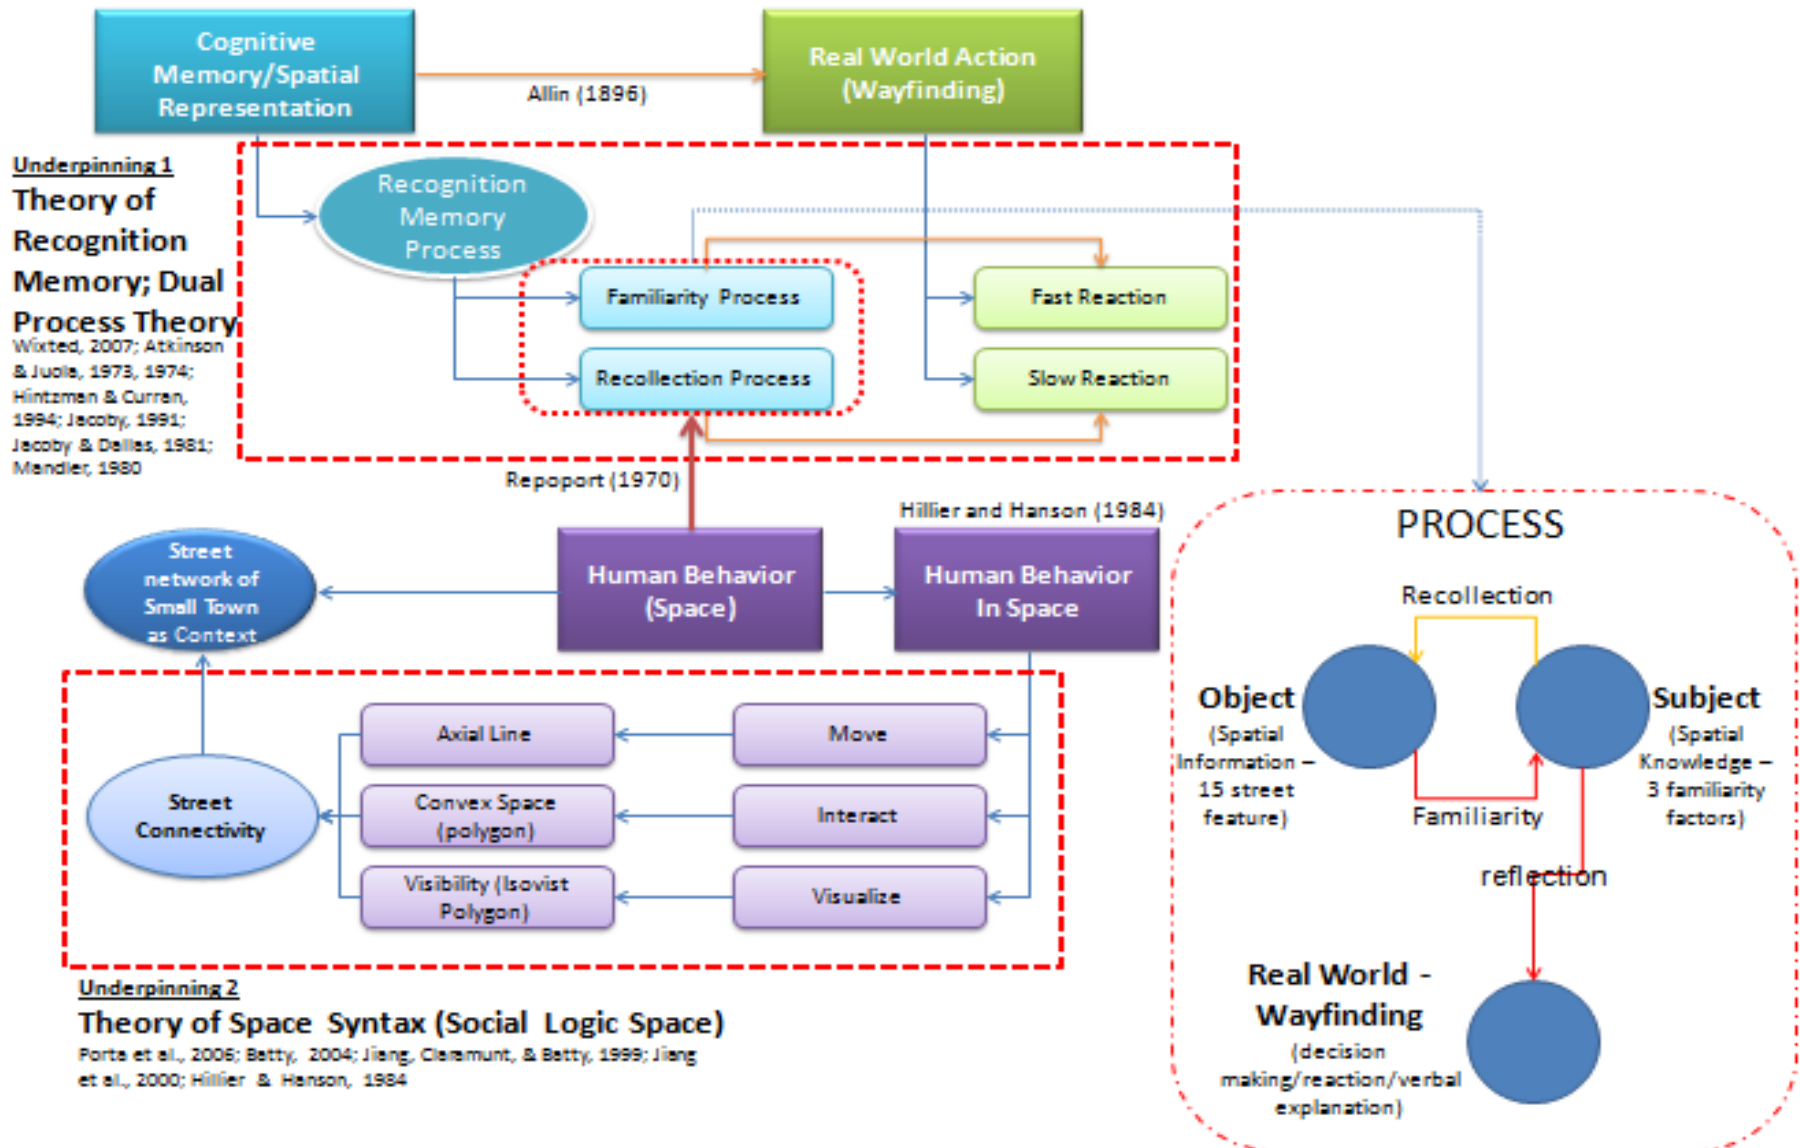 Cognitive
Memory/Spatial
Representation
Allin (1896)
Real World Action
(Wayfinding)
Underpinning 1
Theory of
Recognition
Memory; Dual
Process Theory
Wixted, 2007; Atkinson
& Juola, 1973, 1974;
Hintzman & Curran,
1994; Jacoby, 1991;
Jacoby & Dallas, 1981;
Mandler, 1980
Recognition
Memory
Process
Familiarity Process
Recollection Process
Fast Reaction
Slow Reaction
Repoport (1970)
Hillier and Hanson (1984)
Street
network of
Small Town
as Context
Human Behavior
(Space)
Human Behavior
In Space
Axial Line
Move
Street
Connectivity
Convex Space
(polygon)
Interact
Visibility (Isovist
Polygon)
Visualize
Underpinning 2
Theory of Space Syntax (Social Logic Space)
Porta et al., 2006; Batty, 2004; Jiang, Claramunt, & Batty, 1999; Jiang
et al., 2000; Hillier & Hanson, 1984
PROCESS
Recollection
Object
(Spatial
Information –
15 street
feature)
Subject
(Spatial
Knowledge –
3 familiarity
factors)
Familiarity
reflection
Real World -
Wayfinding
(decision
making/reaction/verbal
explanation)